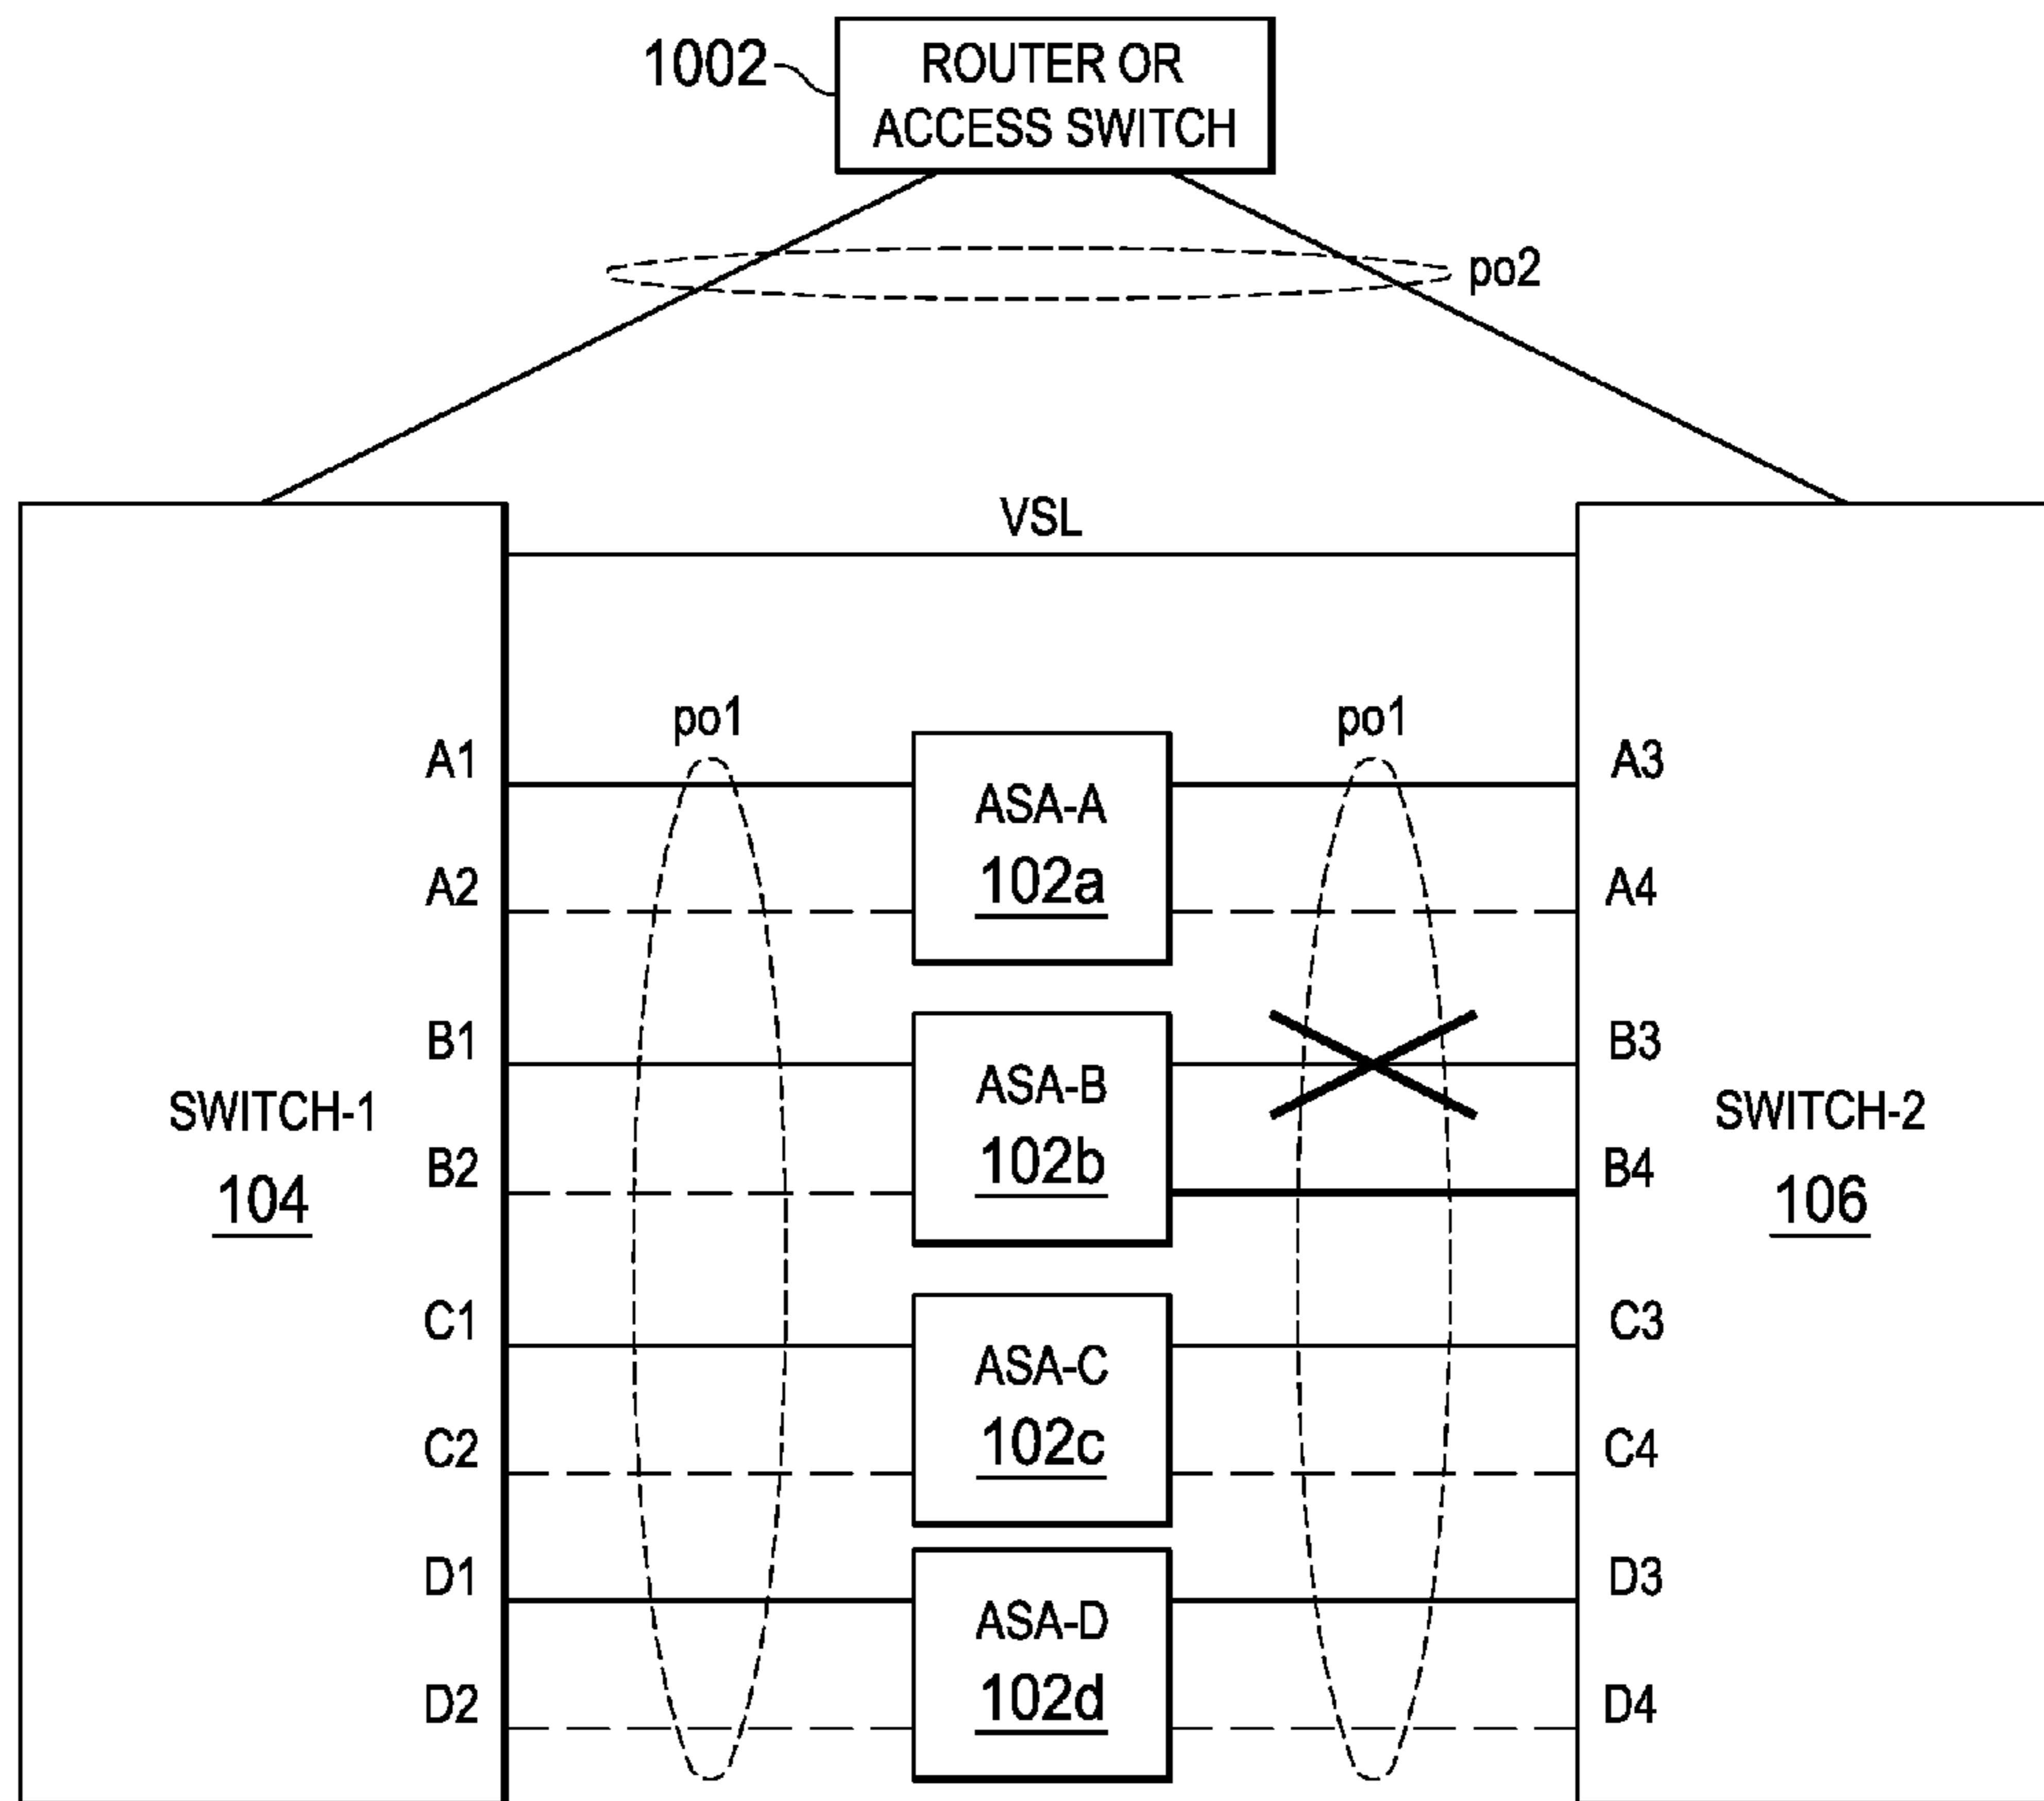 1002
ROUTER OR
ACCESS SWITCH
po2
VSL
po1
po1
A1
ASA-A
102a
A3
A2
A4
B1
ASA-B
102b
B3
B2
B4
SWITCH-1
104
SWITCH-2
106
C1
ASA-C
102c
C3
C2
C4
D1
ASA-D
102d
D3
D2
D4